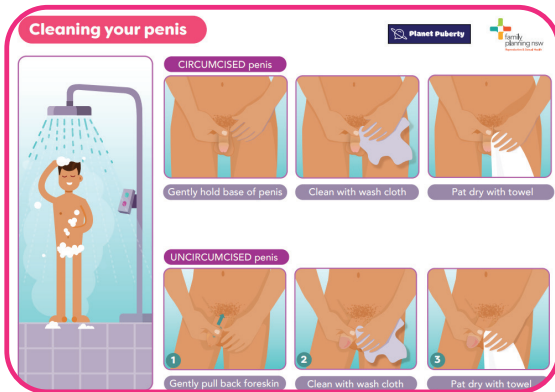 Cleaning your penis
Planet Puberty
family
planning nsw
CIRCUMCISED penis
Gently hold base of penis
Clean with wash cloth
Pat dry with towel
UNCIRCUMCISED penis
1
2
3
Gently pull back foreskin
Clean with wash cloth
Pat dry with towel